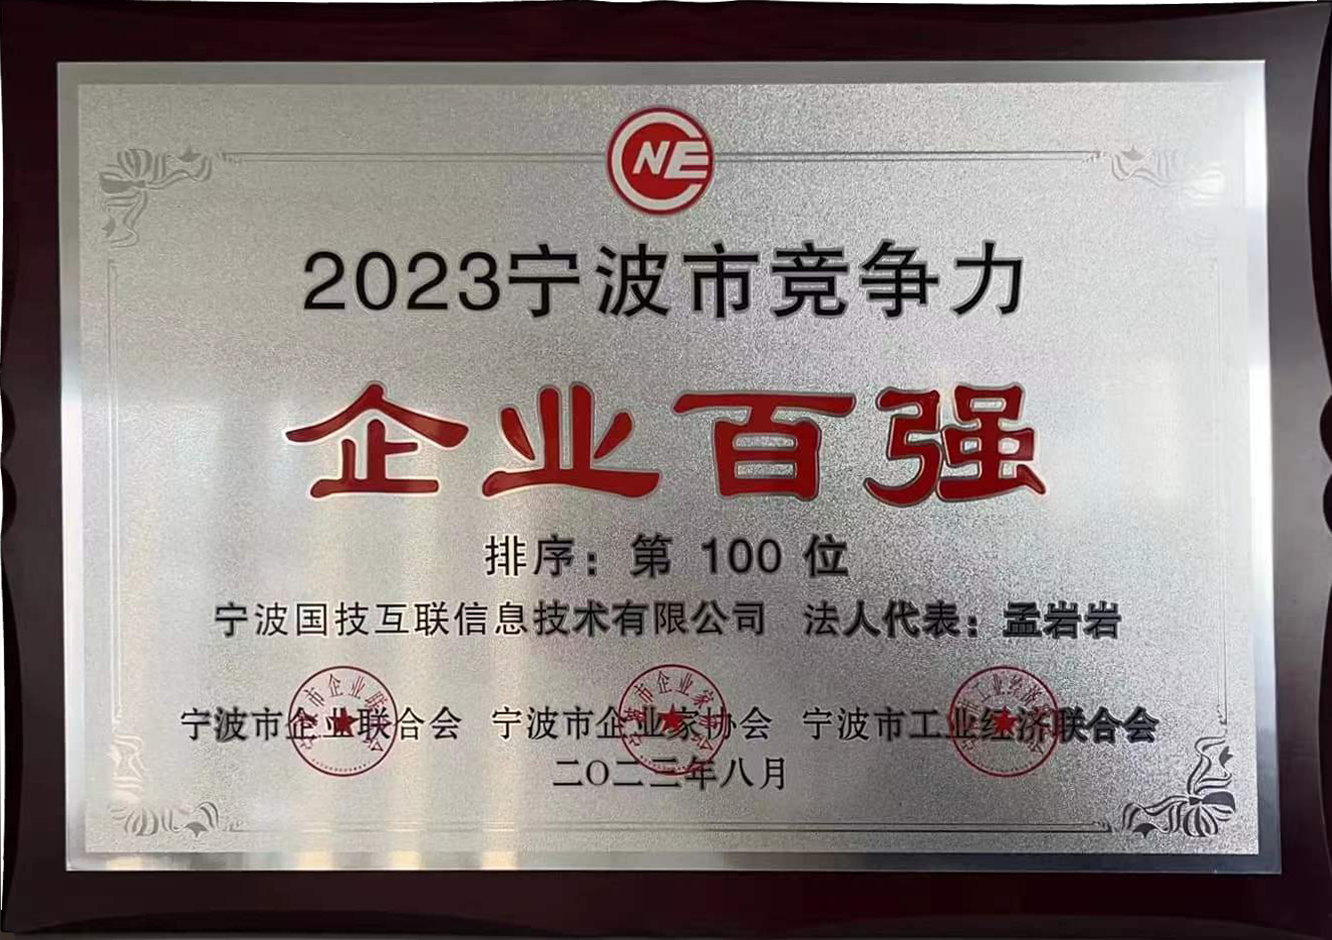 CNE
2023宁波市竞争力
企业百强
排序：第 100 位
宁波国技互联信息技术有限公司 法人代表：孟岩岩
宁波市企业联合会 宁波市企业家协会 宁波市工业经济联合会
二〇二三年八月